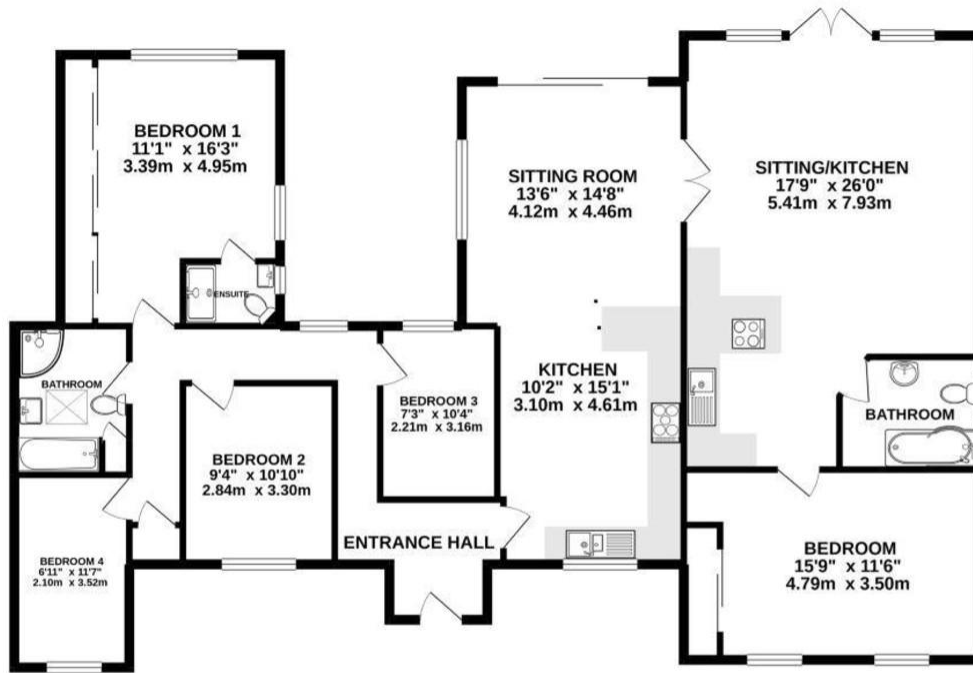 BEDROOM 1
11'1" x 16'3"
3.39m x 4.95m
ENSUITE
SITTING ROOM
13'6" x 14'8"
4.12m x 4.46m
SITTING/KITCHEN
17'9" x 26'0"
5.41m x 7.93m
BATHROOM
BEDROOM 3
7'3" x 10'4"
2.21m x 3.16m
KITCHEN
10'2" x 15'1"
3.10m x 4.61m
BATHROOM
BEDROOM 2
9'4" x 10'10"
2.84m x 3.30m
ENTRANCE HALL
BEDROOM 4
6'11" x 11'7"
2.10m x 3.52m
BEDROOM
15'9" x 11'6"
4.79m x 3.50m